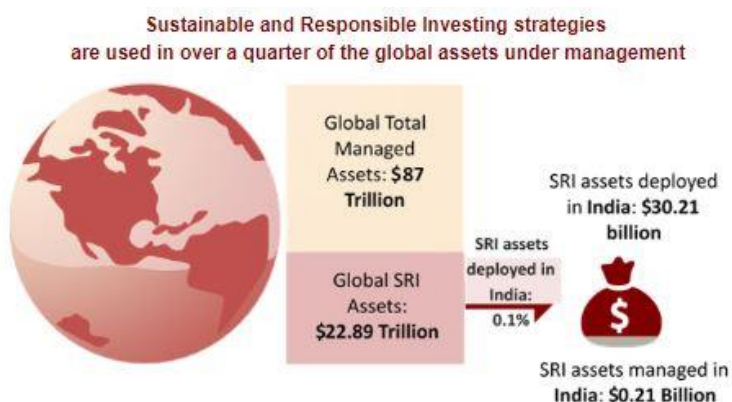 Sustainable and Responsible Investing strategies
are used in over a quarter of the global assets under management
Global Total
Managed
Assets: $87
Trillion
Global SRI
Assets:
$22.89 Trillion
SRI assets
deployed in
India:
0.1%
SRI assets deployed
in India: $30.21
billion
$
SRI assets managed in
India: $0.21 Billion